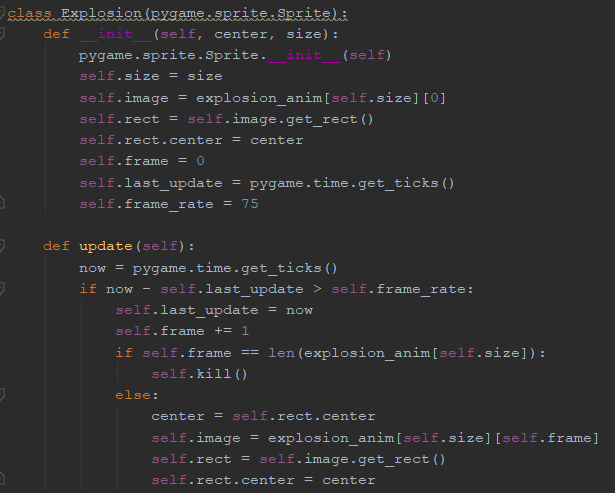 class Explosion(pygame.sprite.Sprite):
    def __init__(self, center, size):
        pygame.sprite.Sprite.__init__(self)
        self.size = size
        self.image = explosion_anim[self.size][0]
        self.rect = self.image.get_rect()
        self.rect.center = center
        self.frame = 0
        self.last_update = pygame.time.get_ticks()
        self.frame_rate = 75

    def update(self):
        now = pygame.time.get_ticks()
        if now - self.last_update > self.frame_rate:
            self.last_update = now
            self.frame += 1
            if self.frame == len(explosion_anim[self.size]):
                self.kill()
            else:
                center = self.rect.center
                self.image = explosion_anim[self.size][self.frame]
                self.rect = self.image.get_rect()
                self.rect.center = center